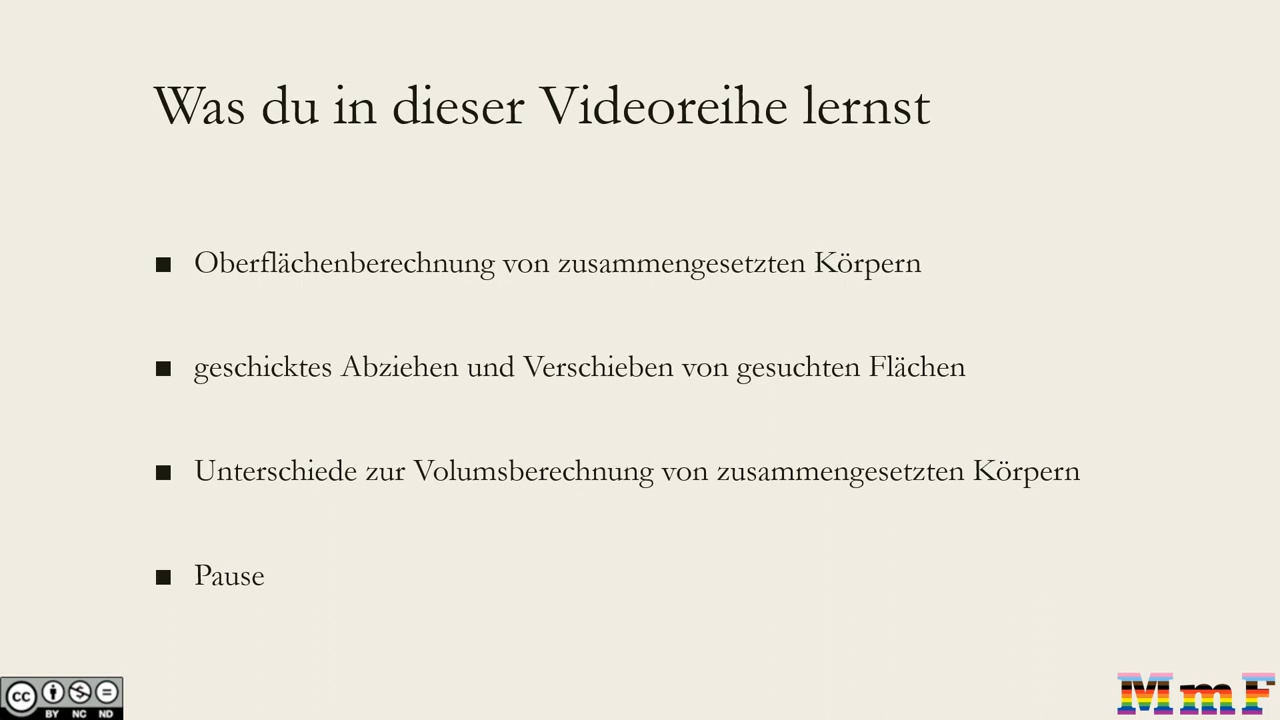 Was du in dieser Videoreihe lernst
■ Oberflächenberechnung von zusammengesetzten Körpern
■ geschicktes Abziehen und Verschieben von gesuchten Flächen
■ Unterschiede zur Volumsberechnung von zusammengesetzten Körpern
■ Pause
cc BY NC ND
MmF